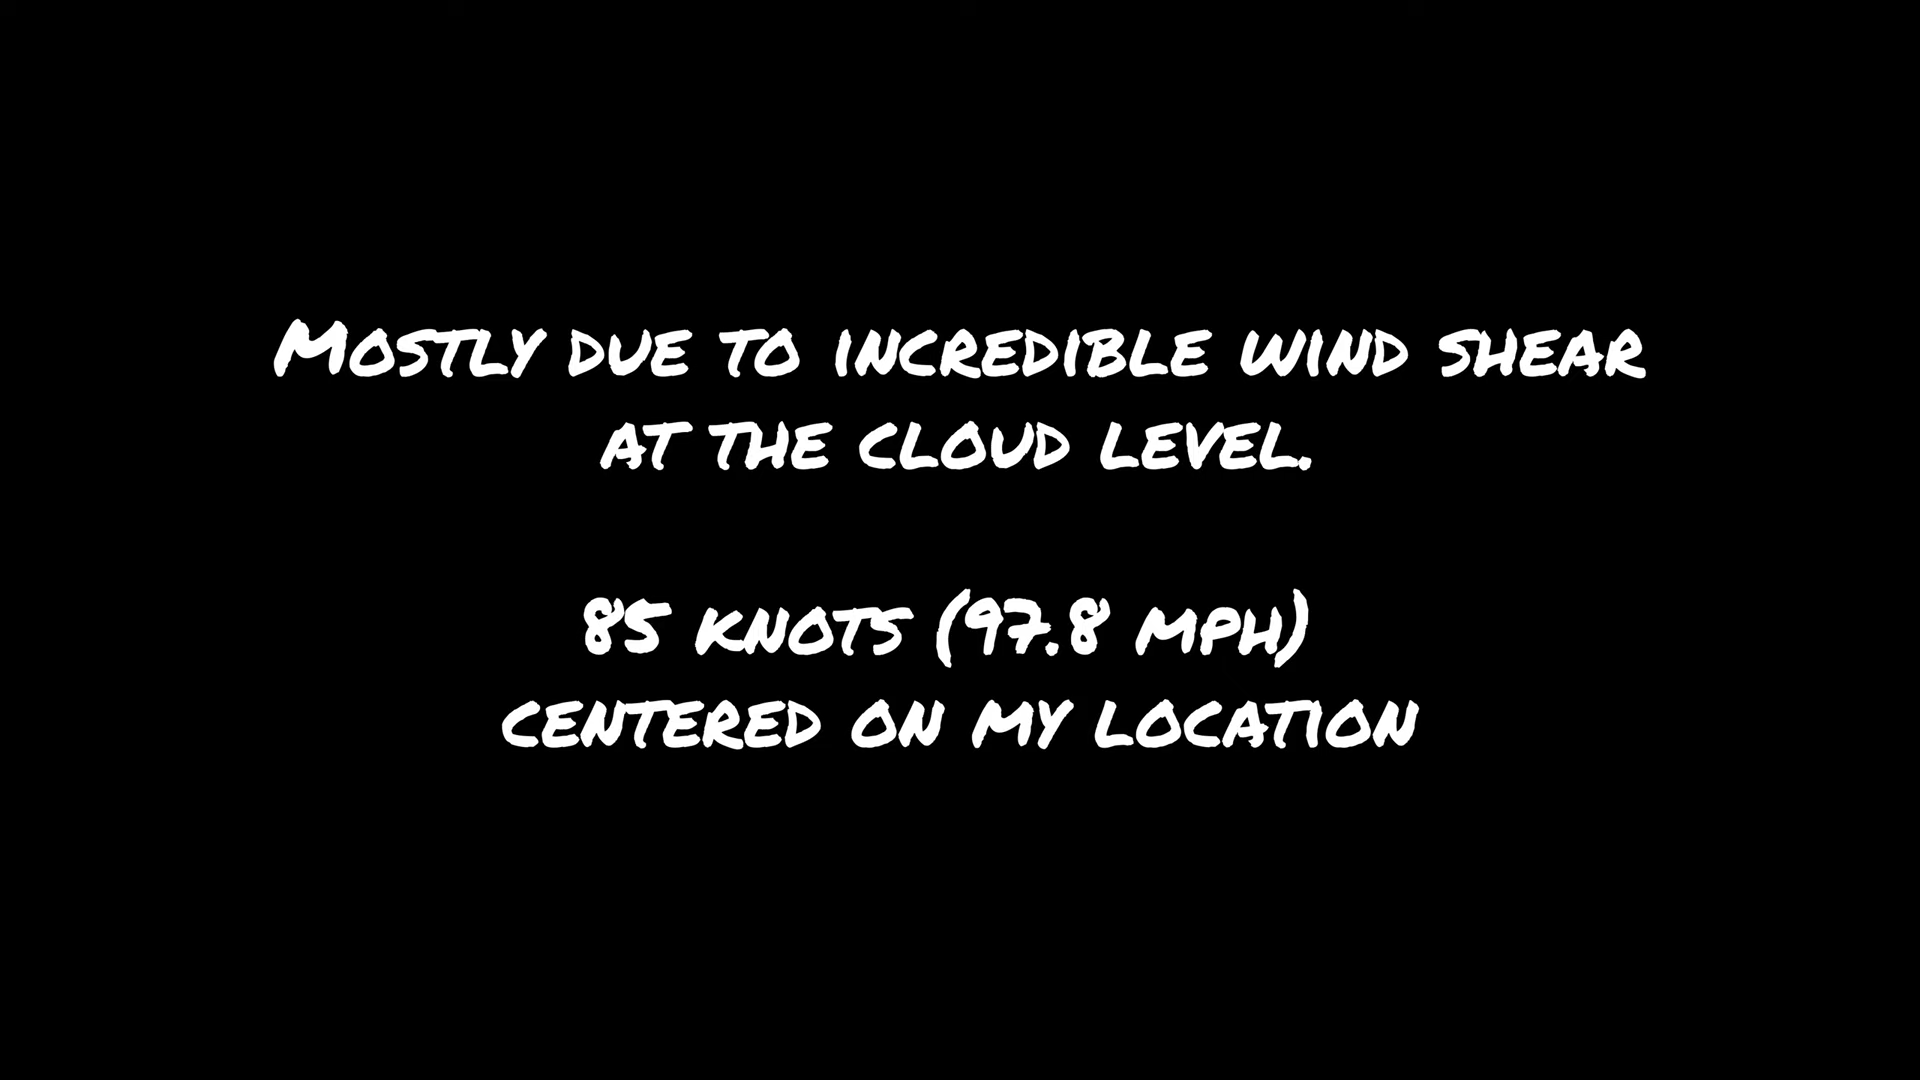 Mostly due to incredible wind shear
at the cloud level.
85 knots (97.8 mph)
centered on my location